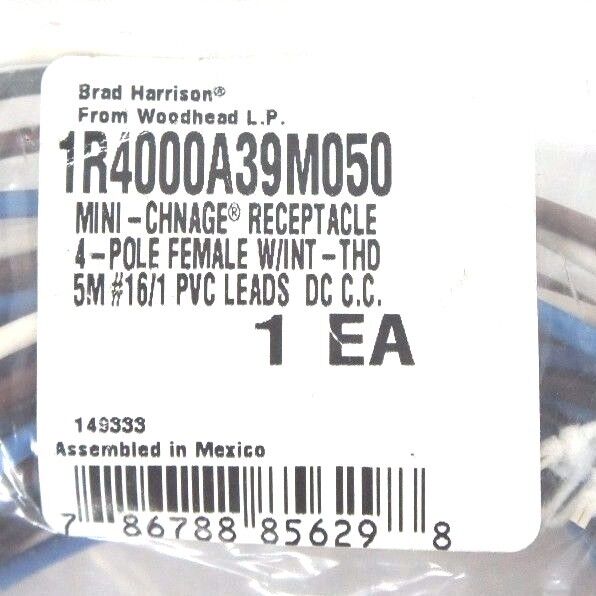 Brad Harrison®
From Woodhead L.P.
1R4000A39M050
MINI-CHNAGE® RECEPTACLE
4-POLE FEMALE W/INT-THD
5M #16/1 PVC LEADS DC C.C.
1 EA
149333
Assembled in Mexico
7 86788 85629 8